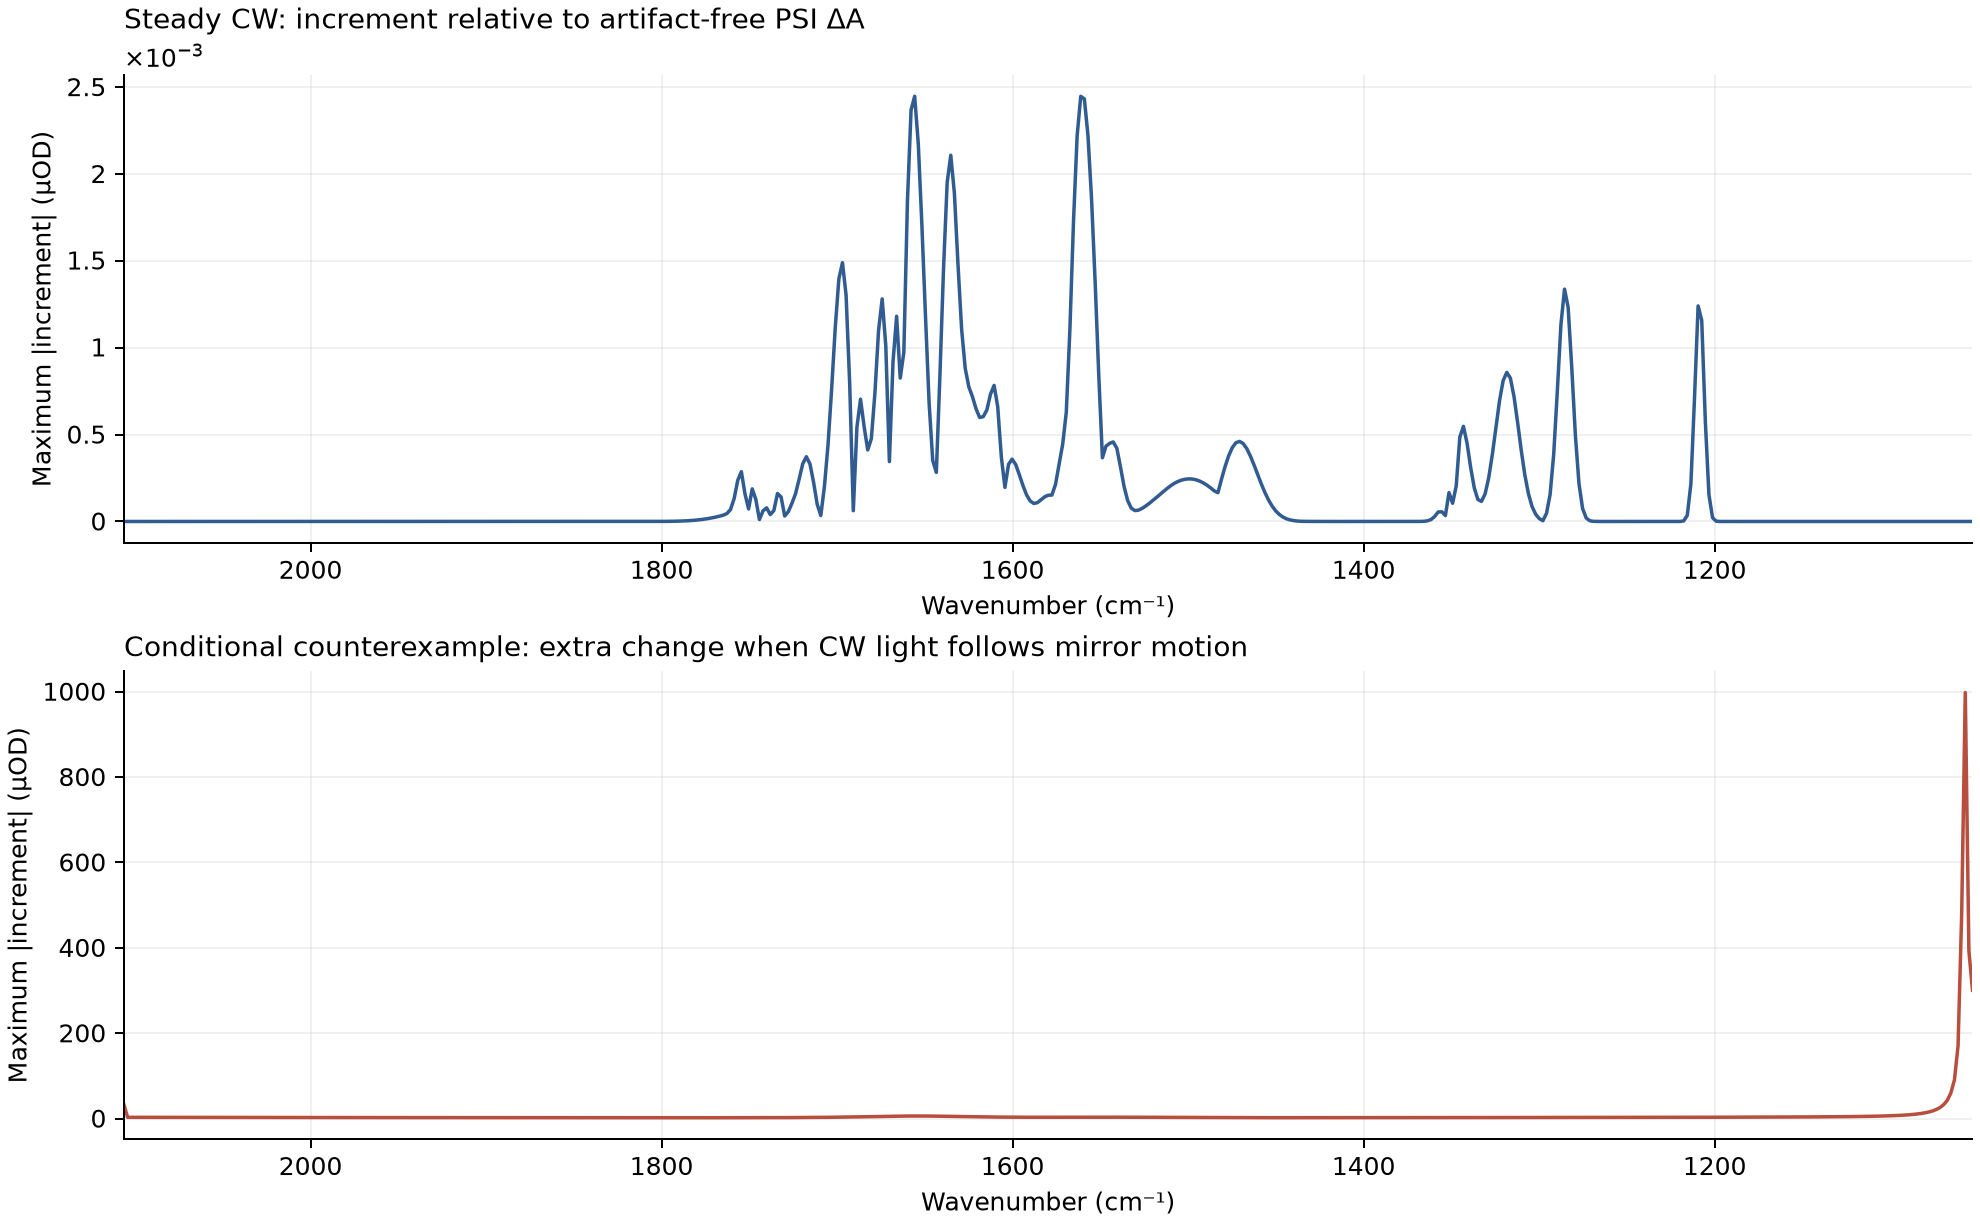 Steady CW: increment relative to artifact-free PSI ΔA
×10⁻³
2.5
2
1.5
1
0.5
0
Maximum |increment| (μOD)
2000 1800 1600 1400 1200
Wavenumber (cm⁻¹)
Conditional counterexample: extra change when CW light follows mirror motion
1000
800
600
400
200
0
Maximum |increment| (μOD)
2000 1800 1600 1400 1200
Wavenumber (cm⁻¹)